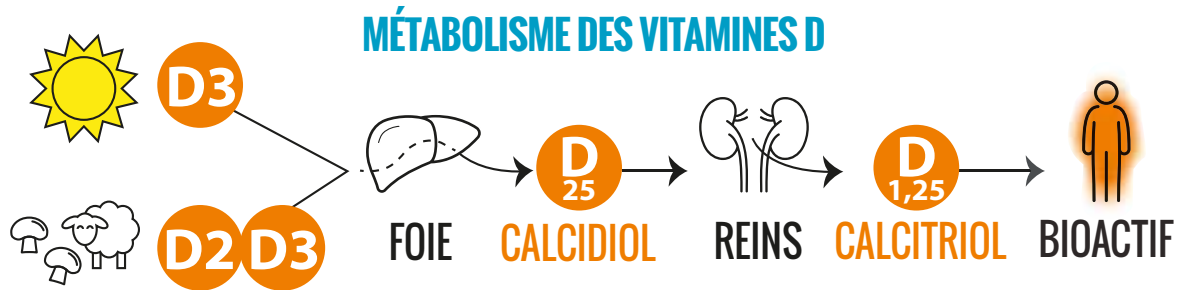 MÉTABOLISME DES VITAMINES D
D3
D2 D3
FOIE
D
25
CALCIDIOL
REINS
D
1,25
CALCITRIOL
BIOACTIF